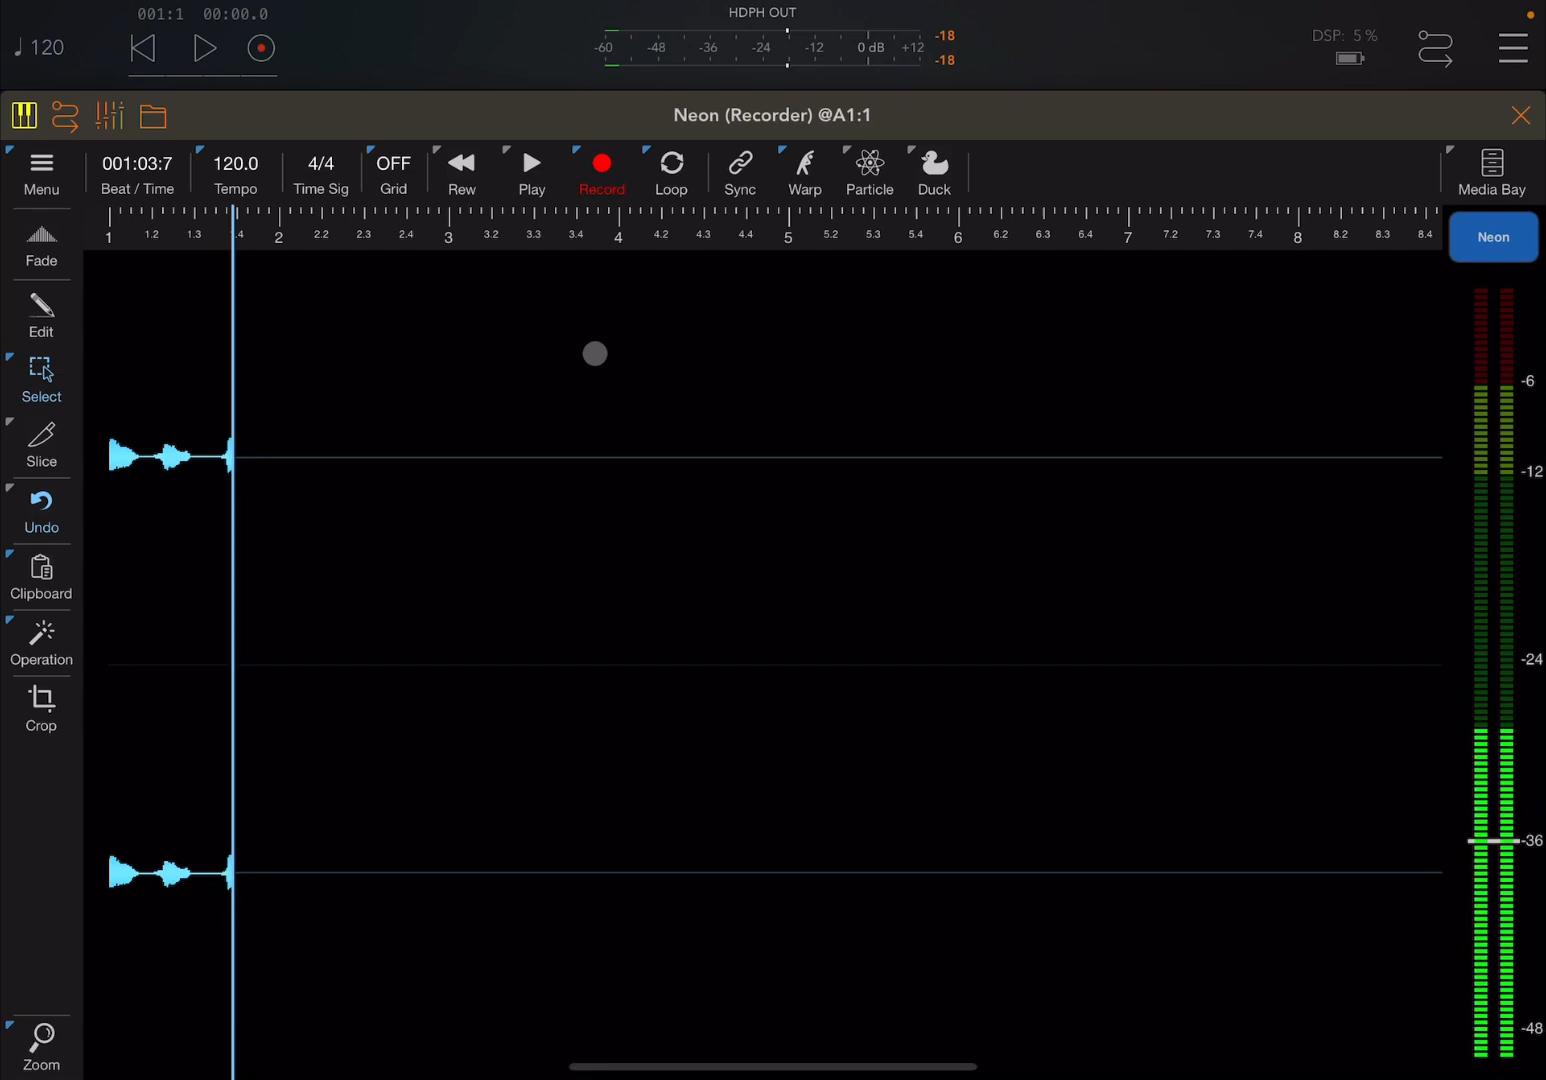 001:1 00:00.0
HDPH OUT
120
-60 -48 -36 -24 -12 0 dB +12
-18
-18
DSP: 5 %
Neon (Recorder) @A1:1
001:03:7
Beat / Time
120.0
Tempo
4/4
Time Sig
OFF
Grid
Rew
Play
Record
Loop
Sync
Warp
Particle
Duck
Media Bay
Menu
1 1.2 1.3 1.4 2 2.2 2.3 2.4 3 3.2 3.3 3.4 4 4.2 4.3 4.4 5 5.2 5.3 5.4 6 6.2 6.3 6.4 7 7.2 7.3 7.4 8 8.2 8.3 8.4
Neon
Fade
Edit
Select
Slice
Undo
Clipboard
Operation
Crop
Zoom
-6
-12
-24
-36
-48